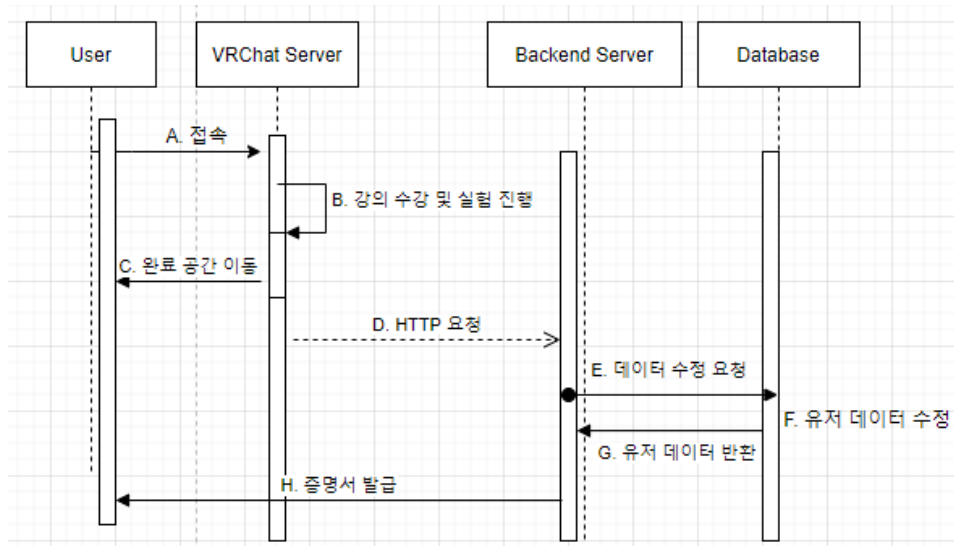 User
VRChat Server
Backend Server
Database
A. 접속
B. 강의 수강 및 실험 진행
C. 완료 공간 이동
D. HTTP 요청
E. 데이터 수정 요청
F. 유저 데이터 수정
G. 유저 데이터 반환
H. 증명서 발급